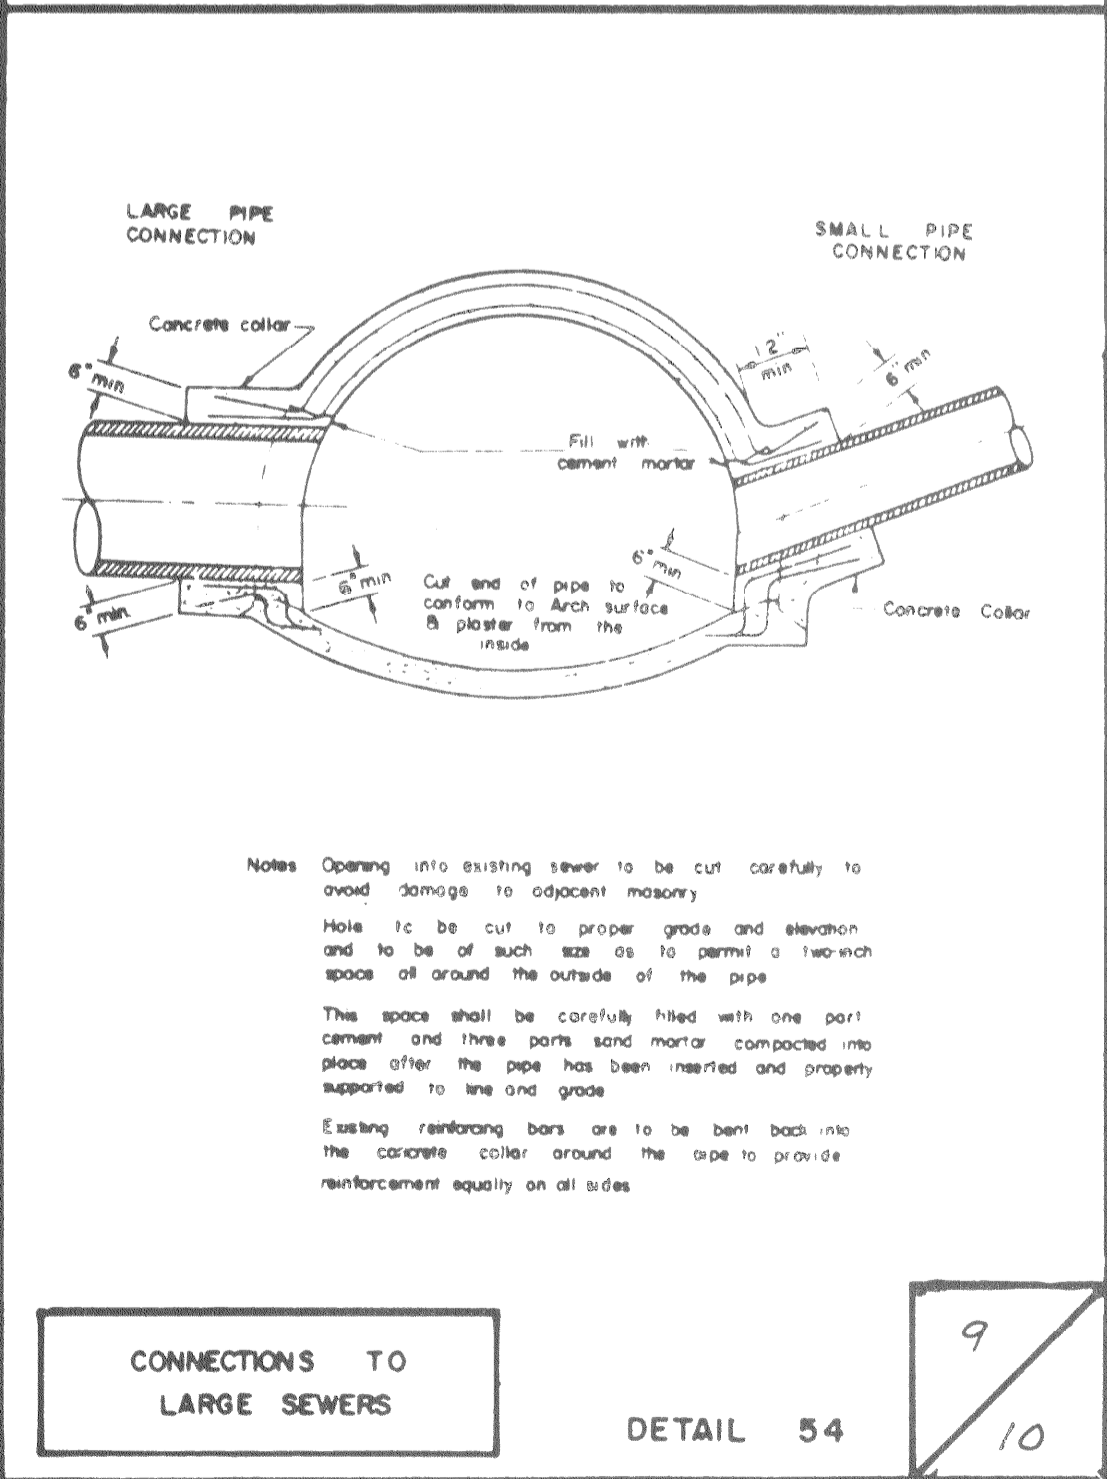 LARGE PIPE
CONNECTION
SMALL PIPE
CONNECTION
Concrete collar
6" min
12"
min
6" min
Fill with
cement mortar
6" min
6" min
6" min
Cut end of pipe to
conform to Arch surface
& plaster from the
inside
Concrete Collar
Notes Opening into existing sewer to be cut carefully to
avoid damage to adjacent masonry
Hole to be cut to proper grade and elevation
and to be of such size as to permit a two-inch
space all around the outside of the pipe
This space shall be carefully filled with one part
cement and three parts sand mortar compacted into
place after the pipe has been inserted and properly
supported to line and grade
Existing reinforcing bars are to be bent back into
the concrete collar around the pipe to provide
reinforcement equally on all sides
CONNECTIONS TO
LARGE SEWERS
DETAIL 54
9
10